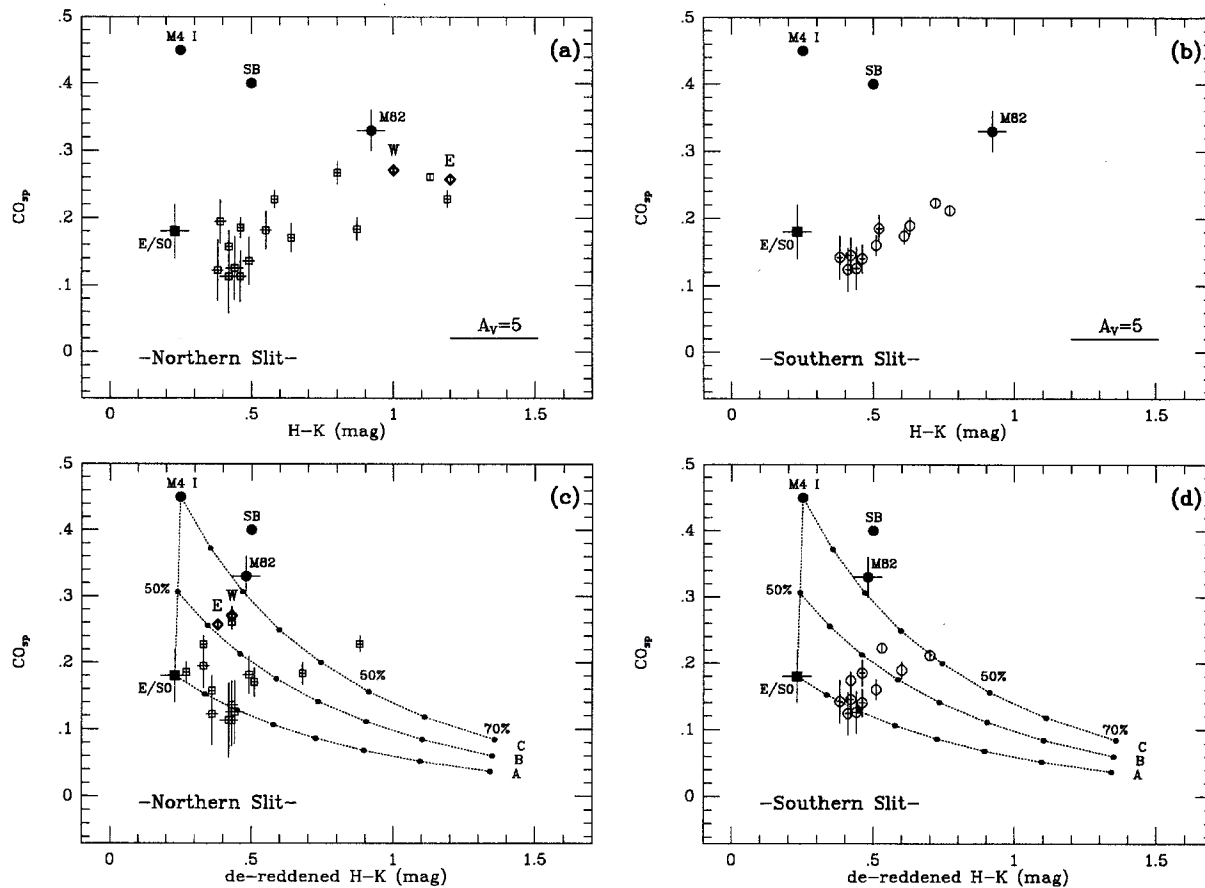 (a)
M4 I
SB
M82
W
E
E/S0
A_V=5
-Northern Slit-
CO_sp
.5
.4
.3
.2
.1
0
0
.5
1
1.5
H-K (mag)
(b)
M4 I
SB
M82
E/S0
A_V=5
-Southern Slit-
CO_sp
.5
.4
.3
.2
.1
0
0
.5
1
1.5
H-K (mag)
(c)
M4 I
SB
M82
50%
E
W
E/S0
50%
70%
C
B
A
-Northern Slit-
CO_sp
.5
.4
.3
.2
.1
0
0
.5
1
1.5
de-reddened H-K (mag)
(d)
M4 I
SB
M82
50%
E/S0
50%
70%
C
B
A
-Southern Slit-
CO_sp
.5
.4
.3
.2
.1
0
0
.5
1
1.5
de-reddened H-K (mag)